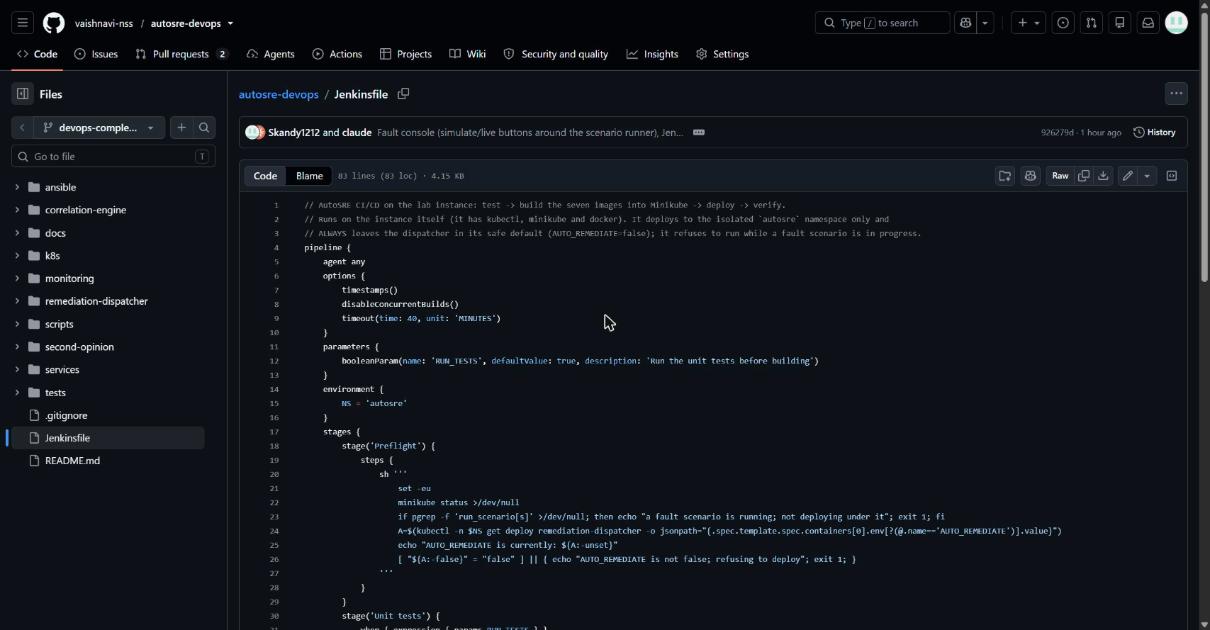 vaishnavi-nss / autosre-devops
Type / to search
Code Issues Pull requests 2 Agents Actions Projects Wiki Security and quality Insights Settings
Files
autosre-devops / Jenkinsfile
devops-comple...
Go to file T
Skandy1212 and claude Fault console (simulate/live buttons around the scenario runner), Jen... 926279d · 1 hour ago History
Code Blame 83 lines (83 loc) · 4.15 KB Raw
ansible
correlation-engine
docs
k8s
monitoring
remediation-dispatcher
scripts
second-opinion
services
tests
.gitignore
Jenkinsfile
README.md
1 // AutoSRE CI/CD on the lab instance: test -> build the seven images into Minikube -> deploy -> verify.
2 // Runs on the instance itself (it has kubectl, minikube and docker). It deploys to the isolated `autosre` namespace only and
3 // ALWAYS leaves the dispatcher in its safe default (AUTO_REMEDIATE=false); it refuses to run while a fault scenario is in progress.
4 pipeline {
5 agent any
6 options {
7 timestamps()
8 disableConcurrentBuilds()
9 timeout(time: 40, unit: 'MINUTES')
10 }
11 parameters {
12 booleanParam(name: 'RUN_TESTS', defaultValue: true, description: 'Run the unit tests before building')
13 }
14 environment {
15 NS = 'autosre'
16 }
17 stages {
18 stage('Preflight') {
19 steps {
20 sh '''
21 set -eu
22 minikube status >/dev/null
23 if pgrep -f 'run_scenario[s]' >/dev/null; then echo "a fault scenario is running; not deploying under it"; exit 1; fi
24 A=$(kubectl -n $NS get deploy remediation-dispatcher -o jsonpath="{.spec.template.spec.containers[0].env[?(@.name=='AUTO_REMEDIATE')].value}")
25 echo "AUTO_REMEDIATE is currently: ${A:-unset}"
26 [ "${A:-false}" = "false" ] || { echo "AUTO_REMEDIATE is not false; refusing to deploy"; exit 1; }
27 '''
28 }
29 }
30 stage('Unit tests') {
31 when { expression { params.RUN_TESTS } }